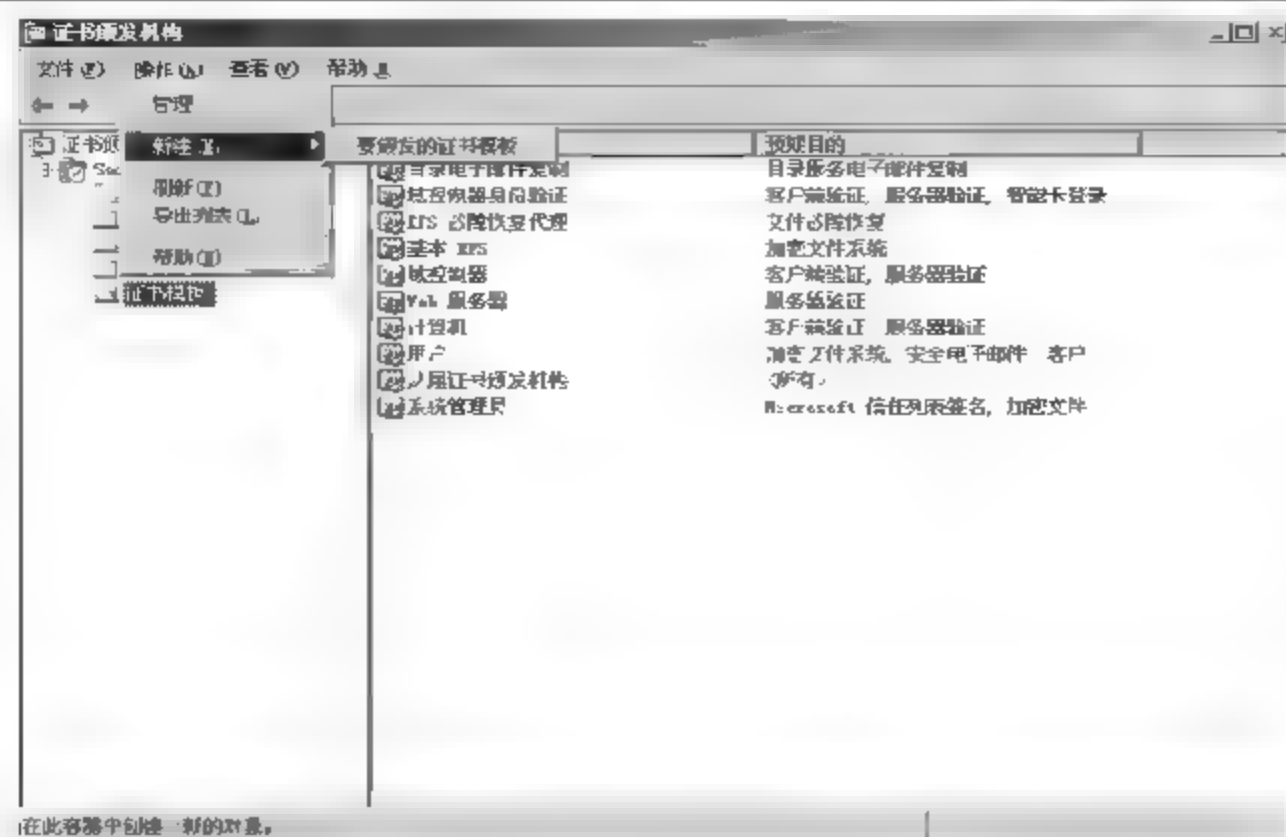 证书颁发机构
文件(F) 操作(A) 查看(V) 帮助(H)
管理
新建(N)
要颁发的证书模板
预期目的
证书颁
刷新(F)
导出列表(L)
帮助(H)
证书模板
目录电子邮件复制 目录服务电子邮件复制
域控制器身份验证 客户端验证, 服务器验证, 智能卡登录
EFS 故障恢复代理 文件故障恢复
基本 EFS 加密文件系统
域控制器 客户端验证, 服务器验证
Web 服务器 服务器验证
计算机 客户端验证, 服务器验证
用户 加密文件系统, 安全电子邮件, 客户
从属证书颁发机构 <所有>
系统管理员 Microsoft 信任列表签名, 加密文件
在此容器中创建一新的对象。